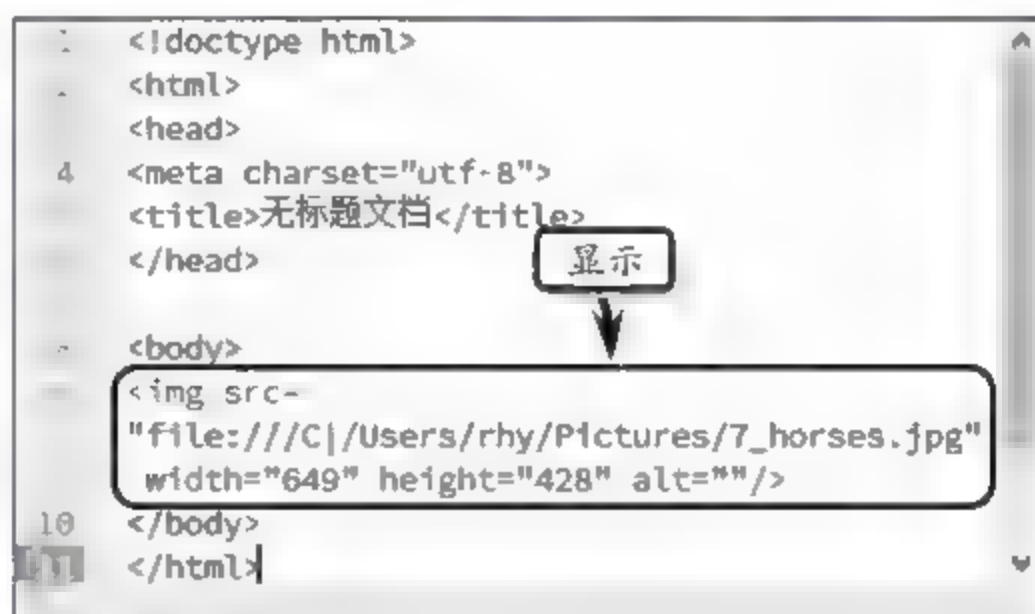 <!doctype html>
<html>
<head>
4 <meta charset="utf-8">
<title>无标题文档</title>
</head>
显示
<body>
<img src=
"file:///C|/Users/rhy/Pictures/7_horses.jpg"
width="649" height="428" alt=""/>
10 </body>
</html>